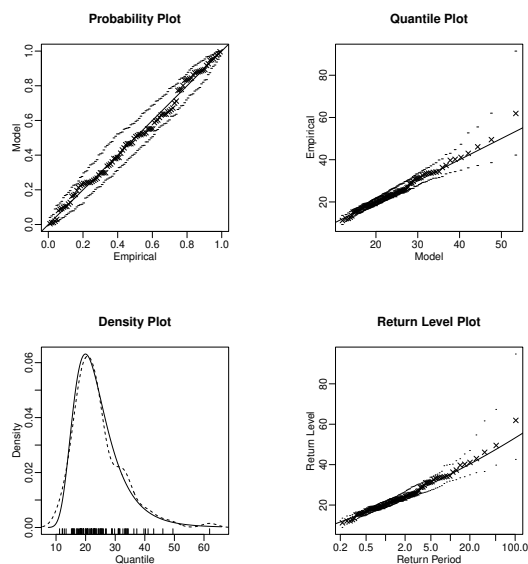 Probability Plot
Model
0.0 0.2 0.4 0.6 0.8 1.0
0.0 0.2 0.4 0.6 0.8 1.0
Empirical
Quantile Plot
Empirical
20 40 60 80
20 30 40 50
Model
Density Plot
Density
0.00 0.02 0.04 0.06
10 20 30 40 50 60
Quantile
Return Level Plot
Return Level
20 40 60 80
0.2 0.5 2.0 5.0 20.0 100.0
Return Period